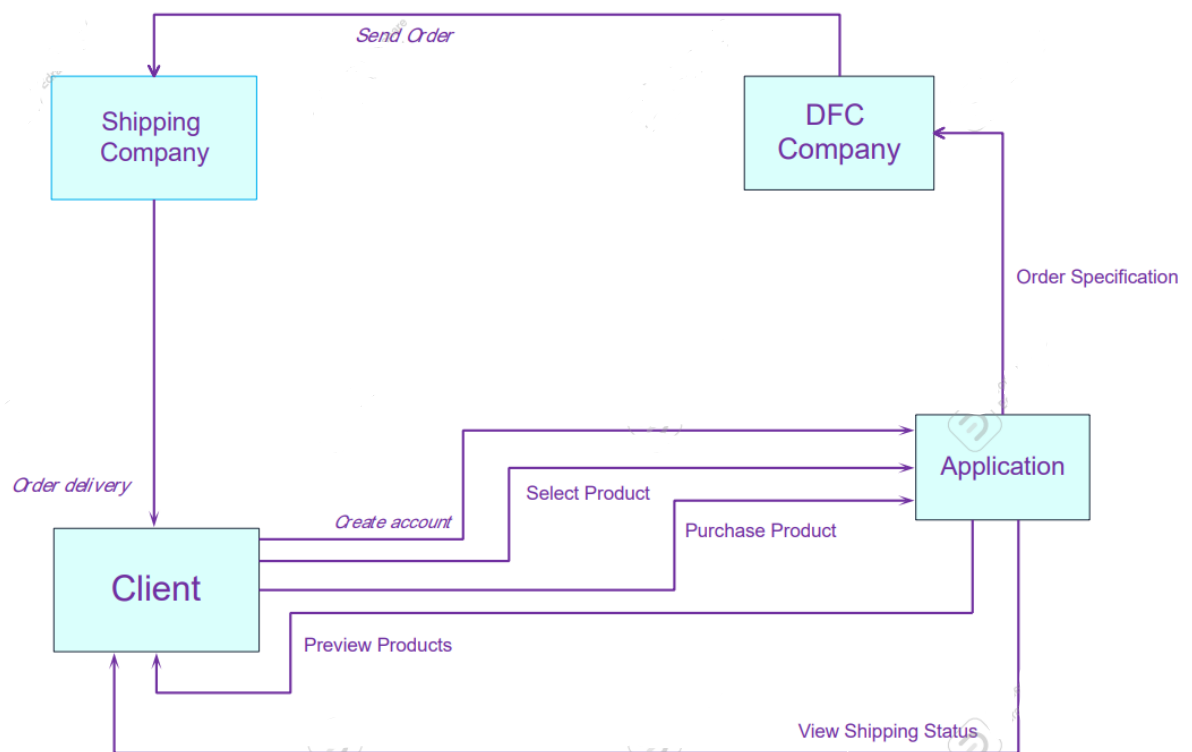 Send Order
Shipping
Company
DFC
Company
Order Specification
Application
Order delivery
Select Product
Create account
Purchase Product
Client
Preview Products
View Shipping Status